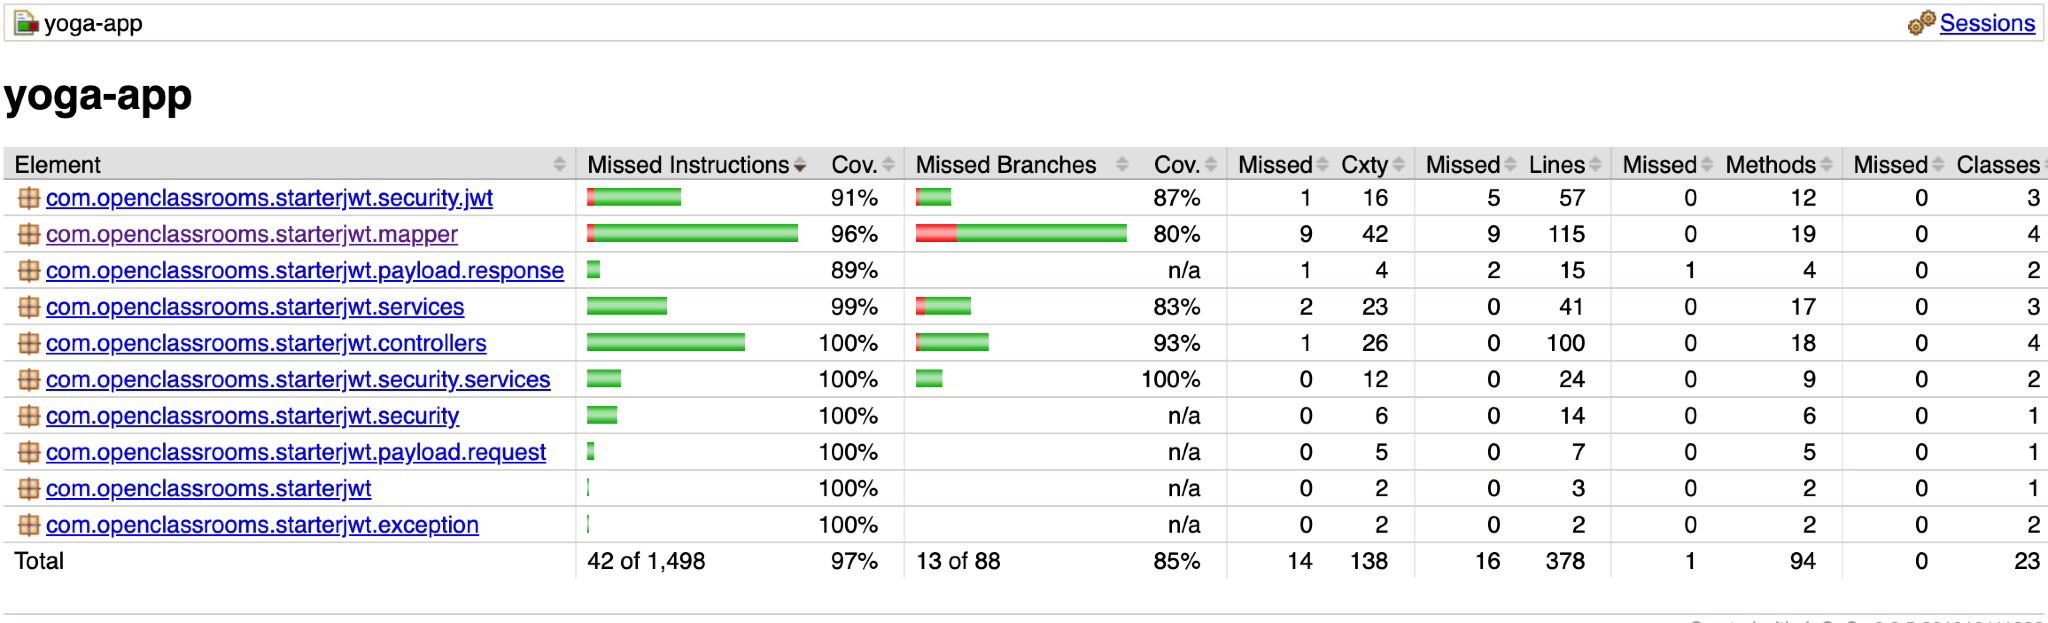 yoga-app Sessions
yoga-app
Element Missed Instructions Cov. Missed Branches Cov. Missed Cxty Missed Lines Missed Methods Missed Classes
com.openclassrooms.starterjwt.security.jwt 91% 87% 1 16 5 57 0 12 0 3
com.openclassrooms.starterjwt.mapper 96% 80% 9 42 9 115 0 19 0 4
com.openclassrooms.starterjwt.payload.response 89% n/a 1 4 2 15 1 4 0 2
com.openclassrooms.starterjwt.services 99% 83% 2 23 0 41 0 17 0 3
com.openclassrooms.starterjwt.controllers 100% 93% 1 26 0 100 0 18 0 4
com.openclassrooms.starterjwt.security.services 100% 100% 0 12 0 24 0 9 0 2
com.openclassrooms.starterjwt.security 100% n/a 0 6 0 14 0 6 0 1
com.openclassrooms.starterjwt.payload.request 100% n/a 0 5 0 7 0 5 0 1
com.openclassrooms.starterjwt 100% n/a 0 2 0 3 0 2 0 1
com.openclassrooms.starterjwt.exception 100% n/a 0 2 0 2 0 2 0 2
Total 42 of 1,498 97% 13 of 88 85% 14 138 16 378 1 94 0 23